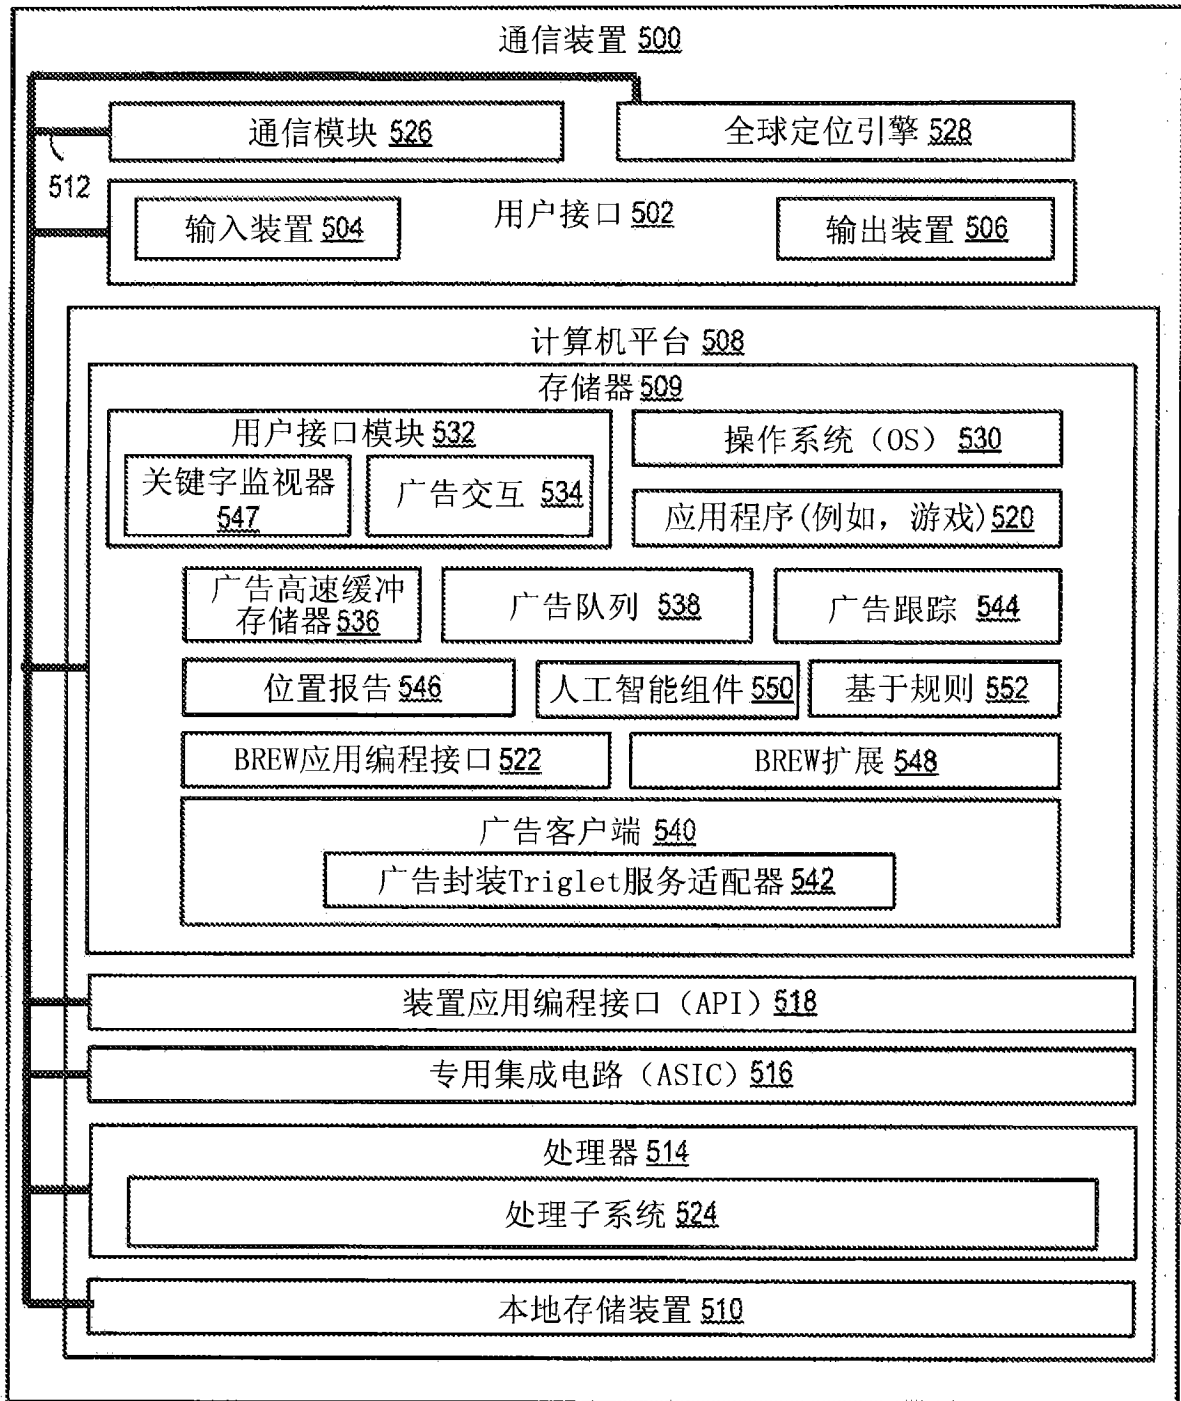 通信装置 500
通信模块 526
全球定位引擎 528
512
输入装置 504
用户接口 502
输出装置 506
计算机平台 508
存储器 509
用户接口模块 532
关键字监视器
547
广告交互 534
操作系统（OS） 530
应用程序(例如，游戏) 520
广告高速缓冲
存储器 536
广告队列 538
广告跟踪 544
位置报告 546
人工智能组件 550
基于规则 552
BREW应用编程接口 522
BREW扩展 548
广告客户端 540
广告封装Triglet服务适配器 542
装置应用编程接口（API） 518
专用集成电路（ASIC） 516
处理器 514
处理子系统 524
本地存储装置 510